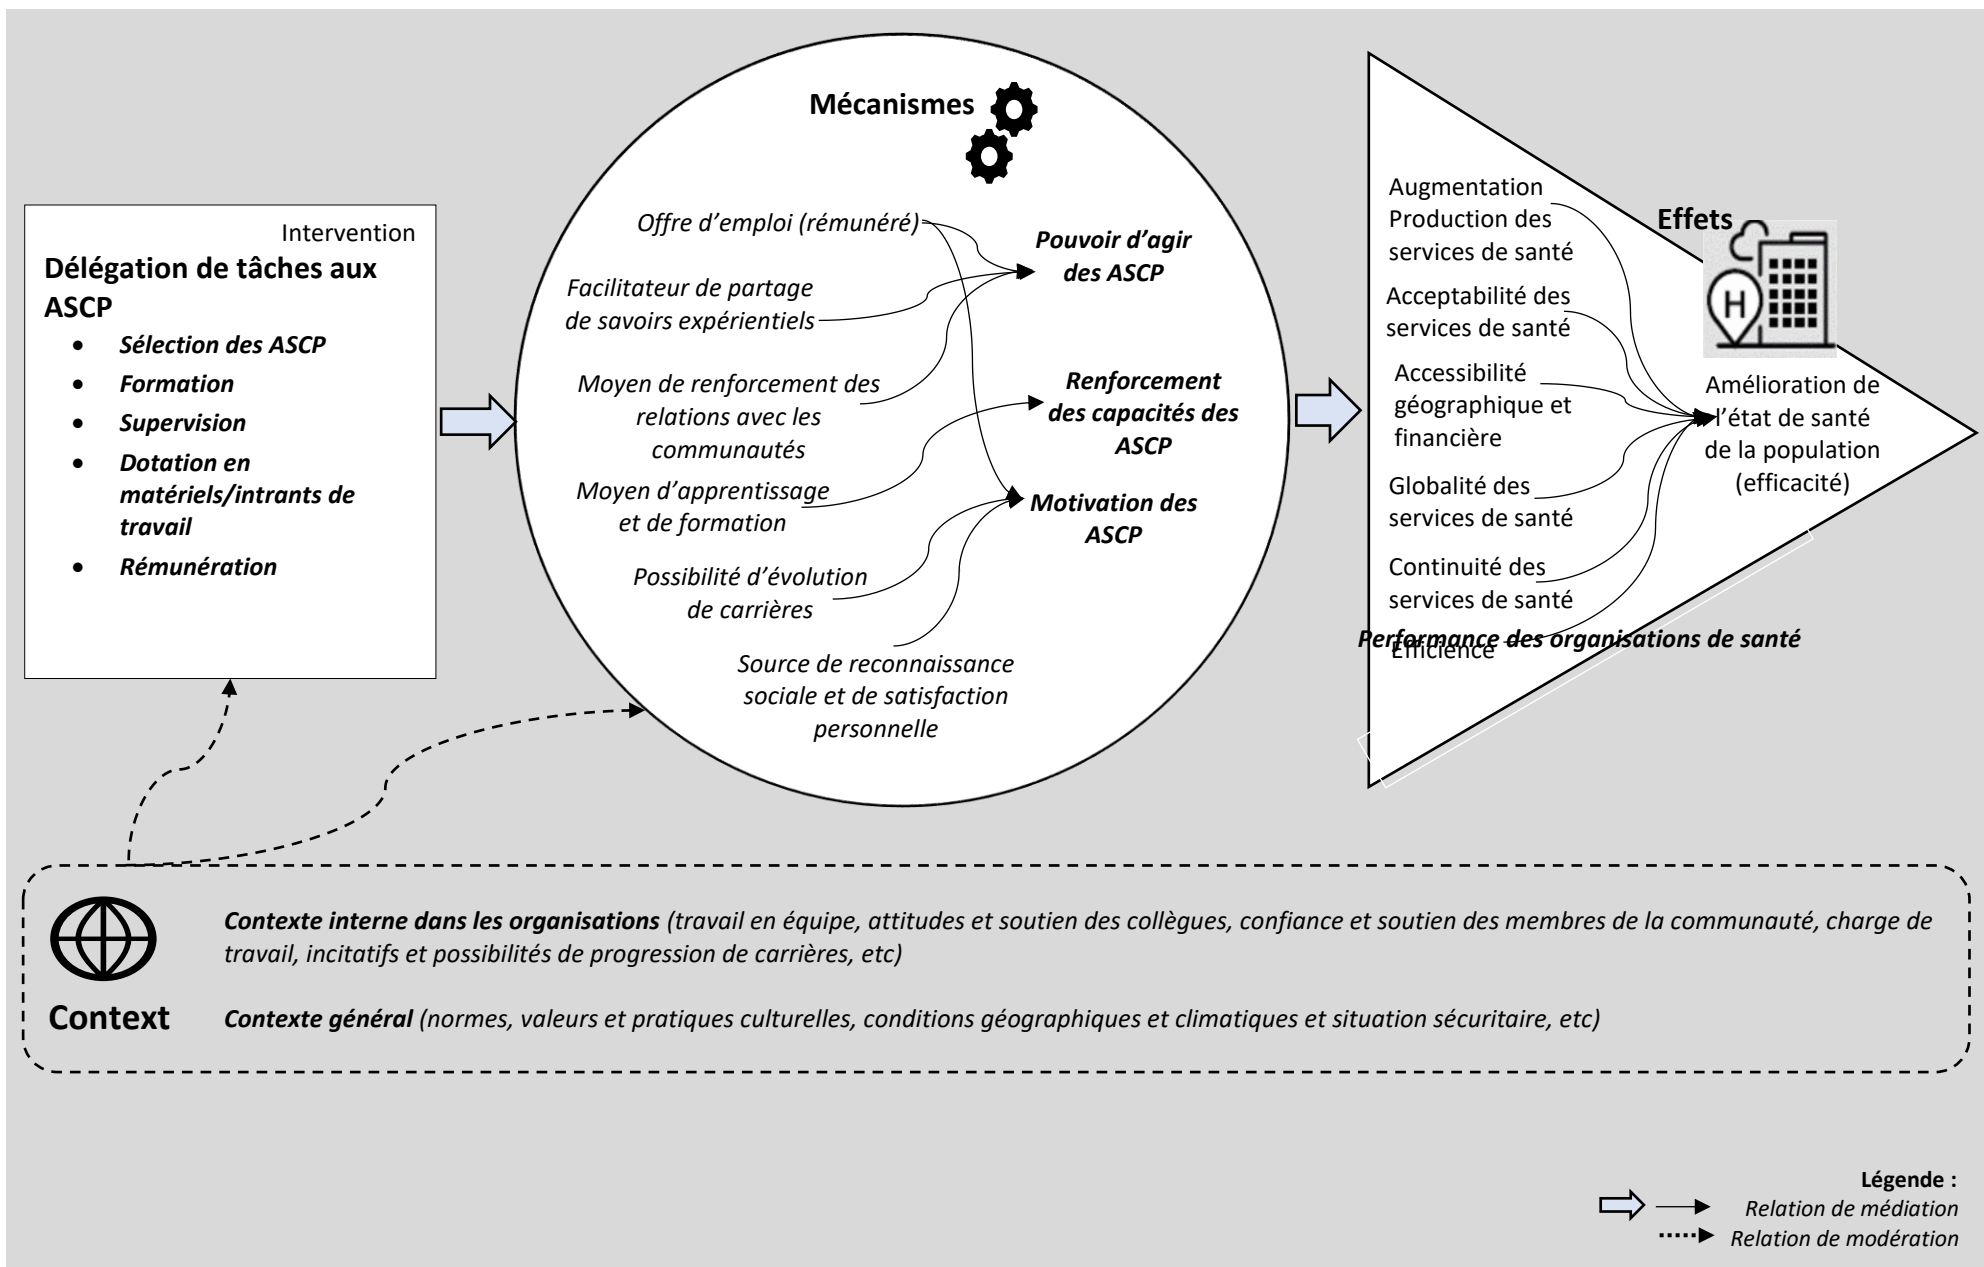 Intervention
Délégation de tâches aux
ASCP
• Sélection des ASCP
• Formation
• Supervision
• Dotation en
matériels/intrants de
travail
• Rémunération
Mécanismes
Offre d’emploi (rémunéré)
Facilitateur de partage
de savoirs expérientiels
Moyen de renforcement des
relations avec les
communautés
Moyen d’apprentissage
et de formation
Possibilité d’évolution
de carrières
Source de reconnaissance
sociale et de satisfaction
personnelle
Pouvoir d’agir
des ASCP
Renforcement
des capacités des
ASCP
Motivation des
ASCP
Effets
Augmentation
Production des
services de santé
Acceptabilité des
services de santé
Accessibilité
géographique et
financière
Globalité des
services de santé
Continuité des
services de santé
Efficience
Performance des organisations de santé
H
Amélioration de
l’état de santé
de la population
(efficacité)
Context
Contexte interne dans les organisations (travail en équipe, attitudes et soutien des collègues, confiance et soutien des membres de la communauté, charge de
travail, incitatifs et possibilités de progression de carrières, etc)
Contexte général (normes, valeurs et pratiques culturelles, conditions géographiques et climatiques et situation sécuritaire, etc)
Légende :
Relation de médiation
Relation de modération